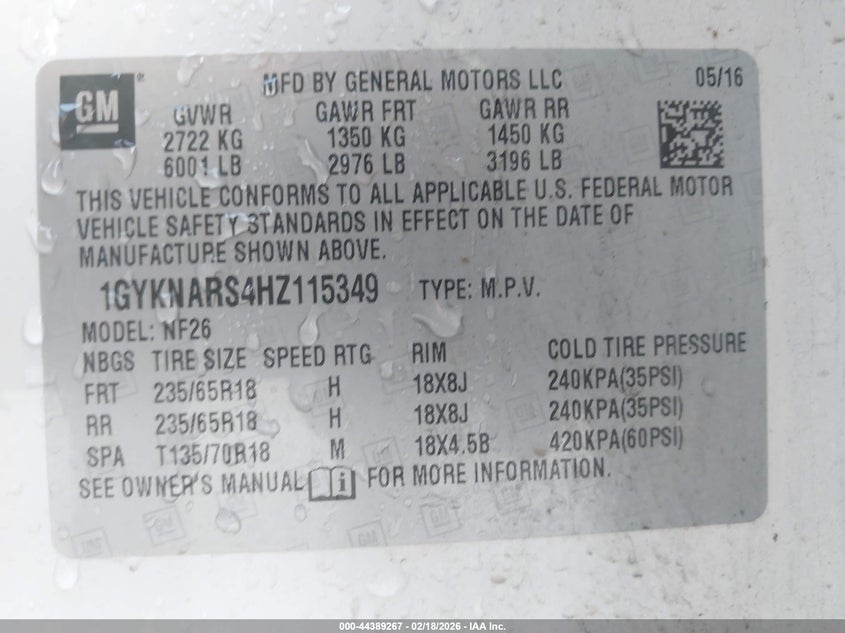 GM ® MFD BY GENERAL MOTORS LLC 05/16
GVWR GAWR FRT GAWR RR
2722 KG 1350 KG 1450 KG
6001 LB 2976 LB 3196 LB
THIS VEHICLE CONFORMS TO ALL APPLICABLE U.S. FEDERAL MOTOR
VEHICLE SAFETY STANDARDS IN EFFECT ON THE DATE OF
MANUFACTURE SHOWN ABOVE.
1GYKNARS4HZ115349 TYPE: M.P.V.
MODEL: NF26
NBGS TIRE SIZE SPEED RTG RIM COLD TIRE PRESSURE
FRT 235/65R18 H 18X8J 240KPA(35PSI)
RR 235/65R18 H 18X8J 240KPA(35PSI)
SPA T135/70R18 M 18X4.5B 420KPA(60PSI)
SEE OWNER'S MANUAL i FOR MORE INFORMATION.
000-44389267 - 02/18/2026 - IAA Inc.